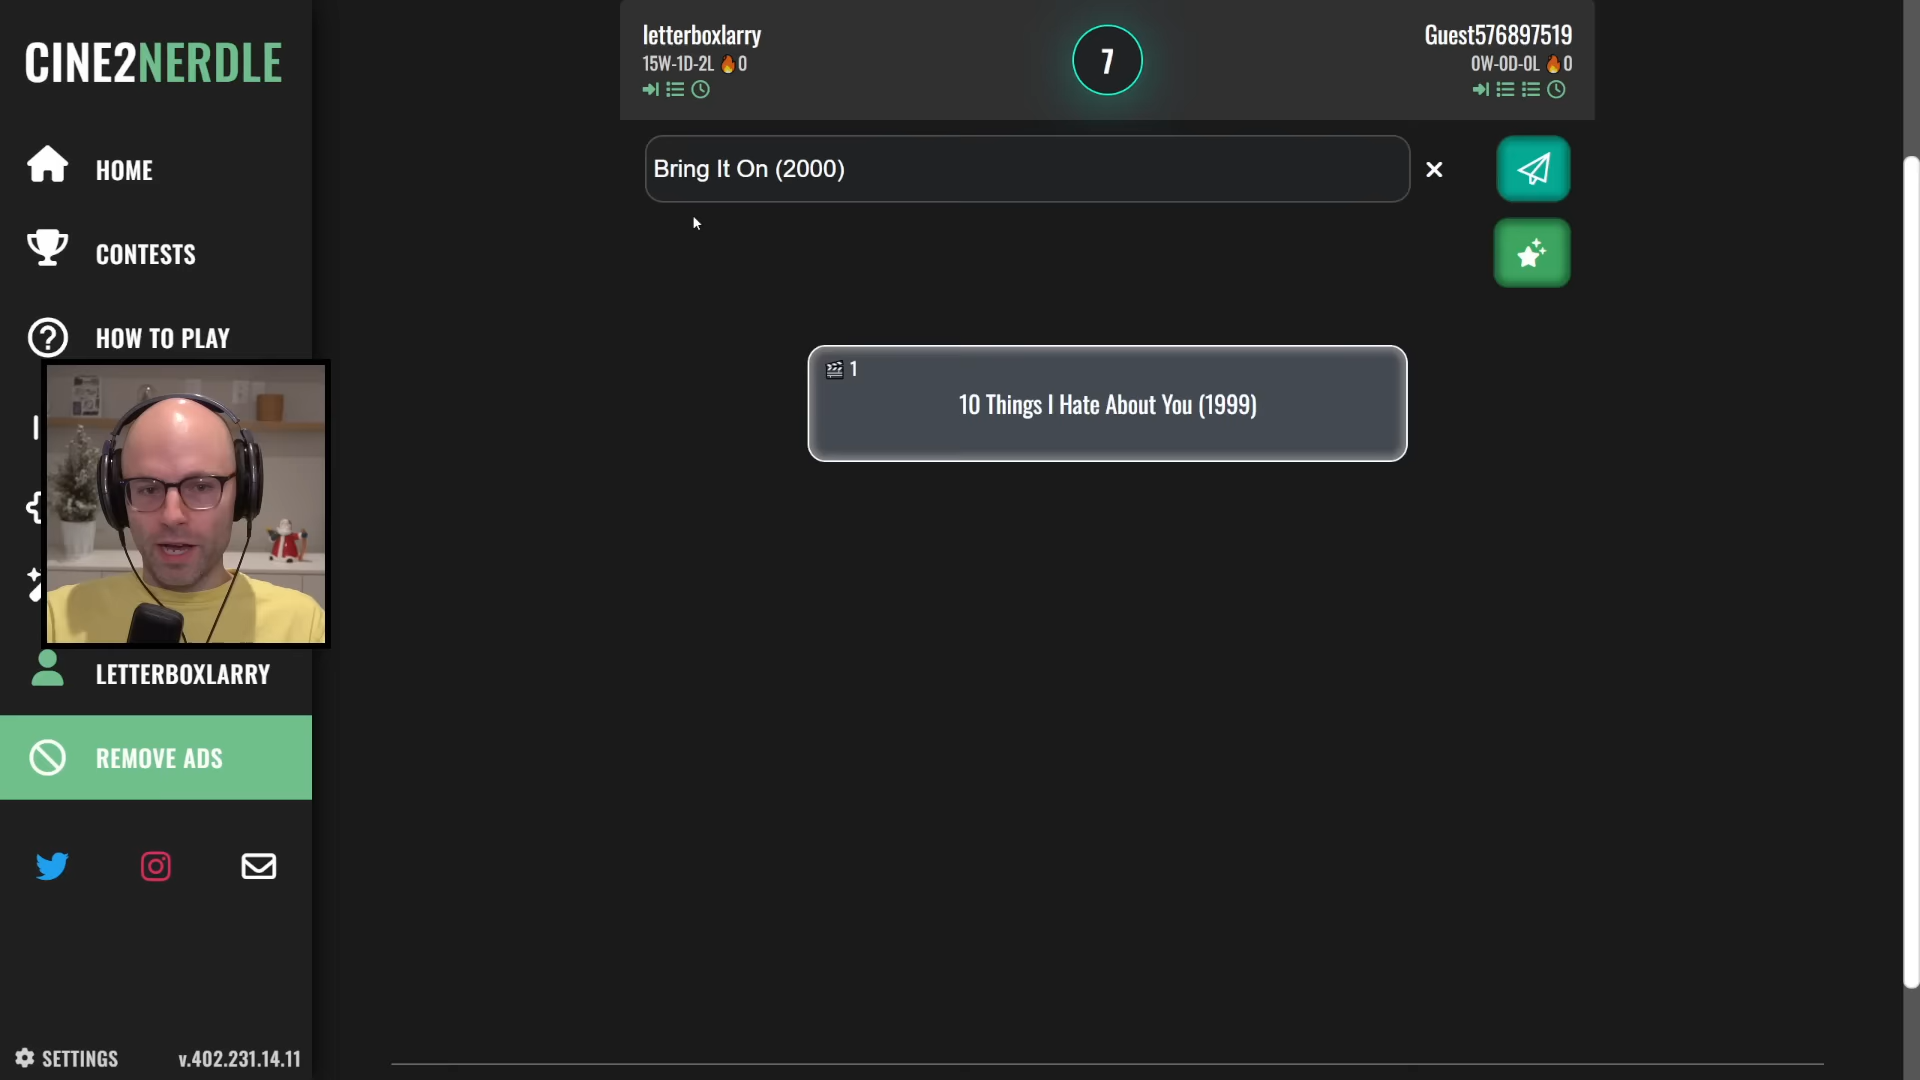 CINE2NERDLE
HOME
CONTESTS
HOW TO PLAY
LETTERBOXLARRY
REMOVE ADS
SETTINGS v.402.231.14.11
letterboxlarry
15W-1D-2L 0
7
Guest576897519
0W-0D-0L 0
Bring It On (2000)
1
10 Things I Hate About You (1999)